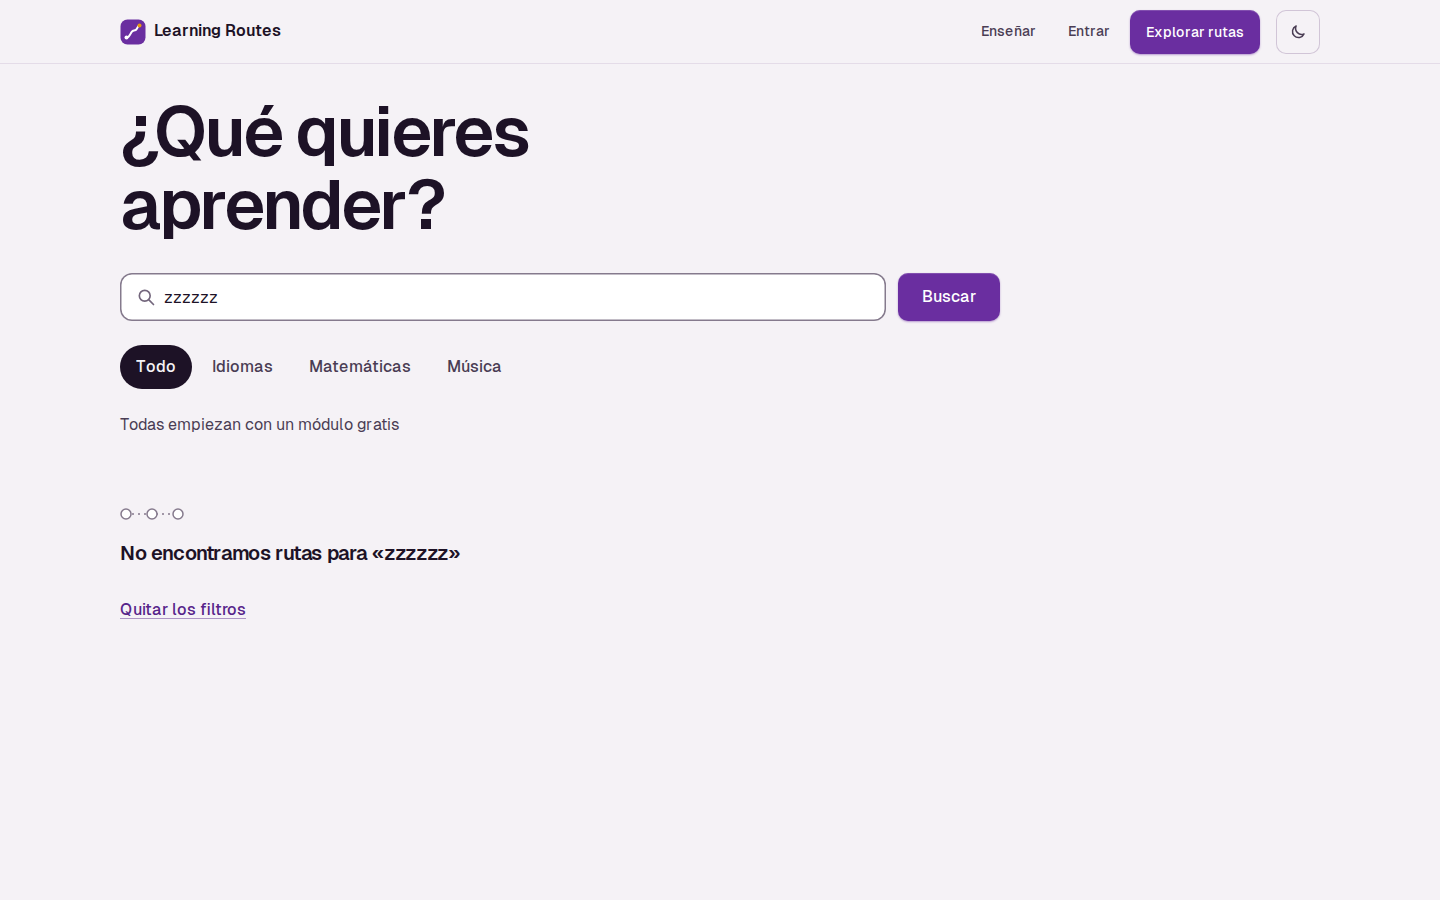 Learning Routes
Enseñar
Entrar
Explorar rutas
¿Qué quieres
aprender?
zzzzzz
Buscar
Todo
Idiomas
Matemáticas
Música
Todas empiezan con un módulo gratis
No encontramos rutas para «zzzzzz»
Quitar los filtros